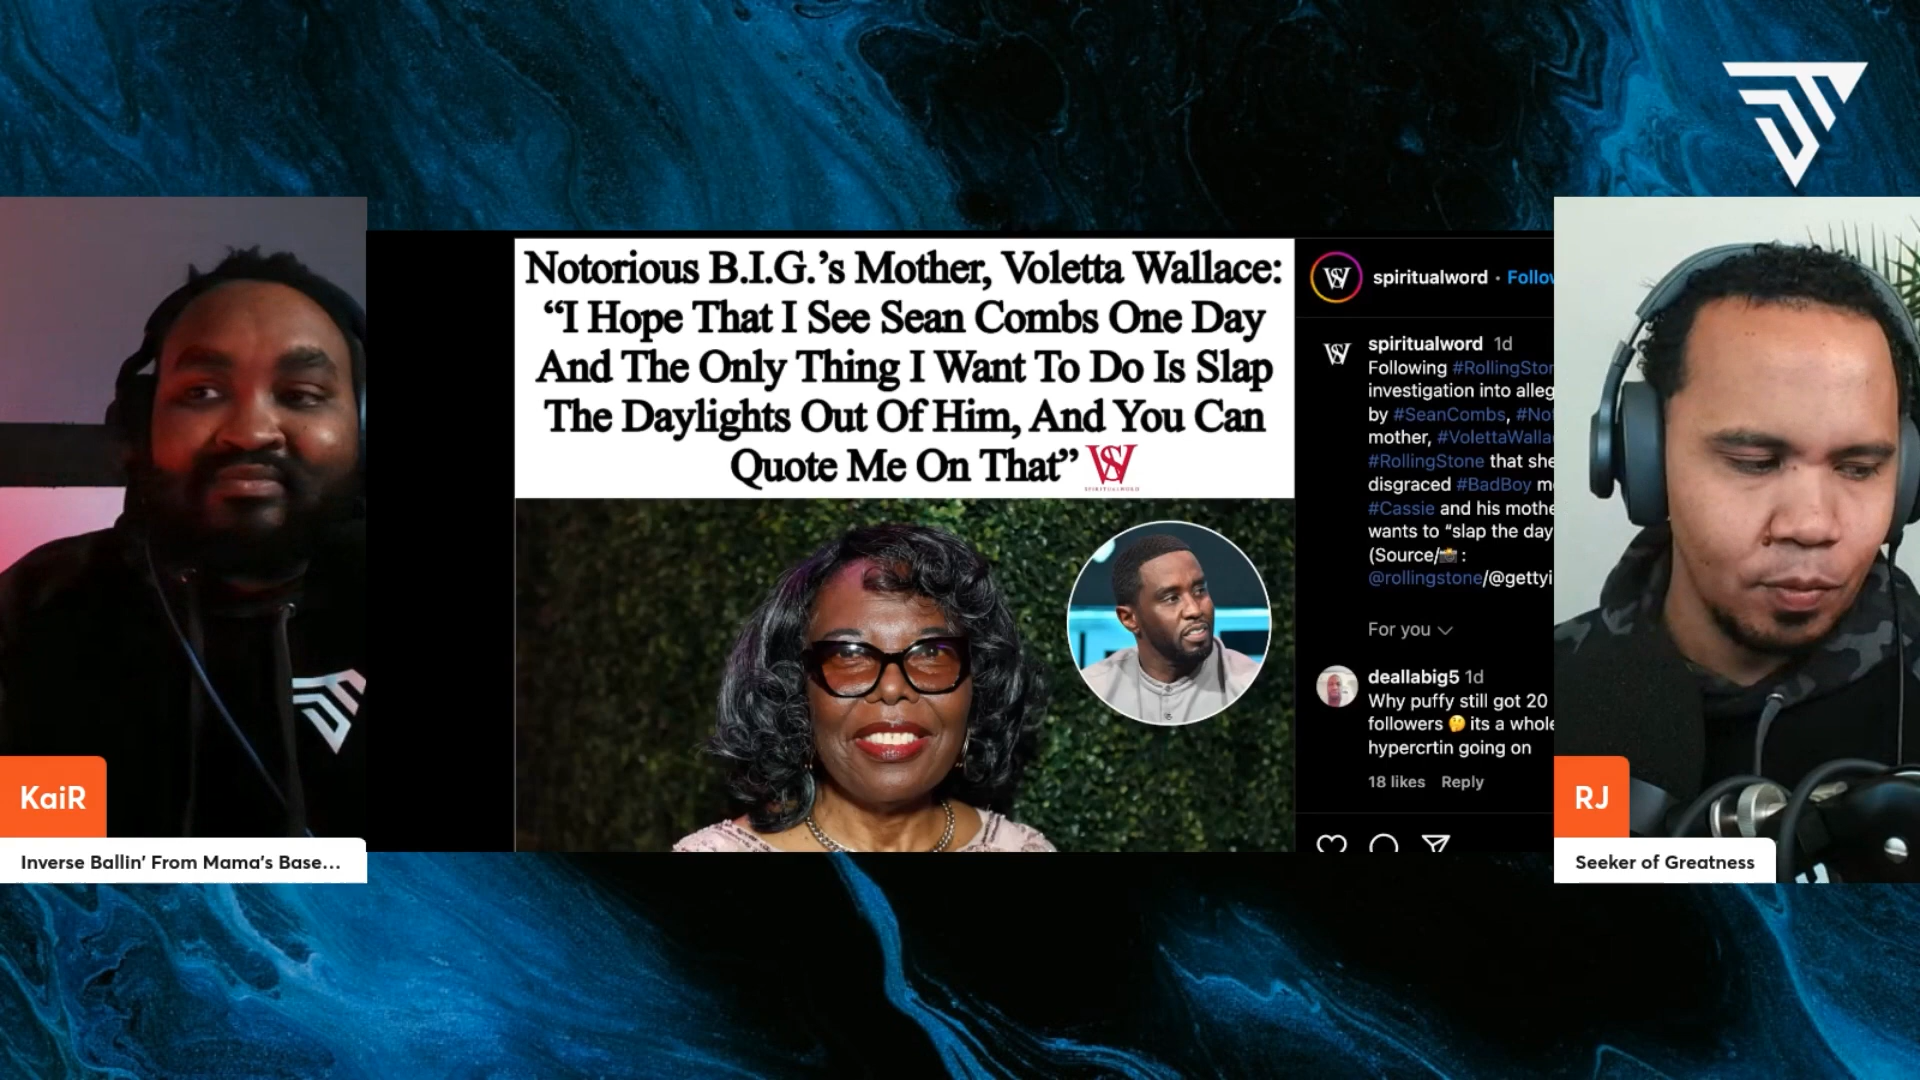 Notorious B.I.G.’s Mother, Voletta Wallace:
“I Hope That I See Sean Combs One Day
And The Only Thing I Want To Do Is Slap
The Daylights Out Of Him, And You Can
Quote Me On That”
SPIRITUALWORD
spiritualword · Follow
spiritualword 1d
Following #RollingSton
investigation into alleg
by #SeanCombs, #No
mother, #VolettaWalla
#RollingStone that she
disgraced #BadBoy m
#Cassie and his mothe
wants to “slap the day
(Source/📸 :
@rollingstone/@gettyi
For you
deallabig5 1d
Why puffy still got 20
followers 🤔 its a whole
hypercrtin going on
18 likes Reply
KaiR
Inverse Ballin’ From Mama’s Base…
RJ
Seeker of Greatness